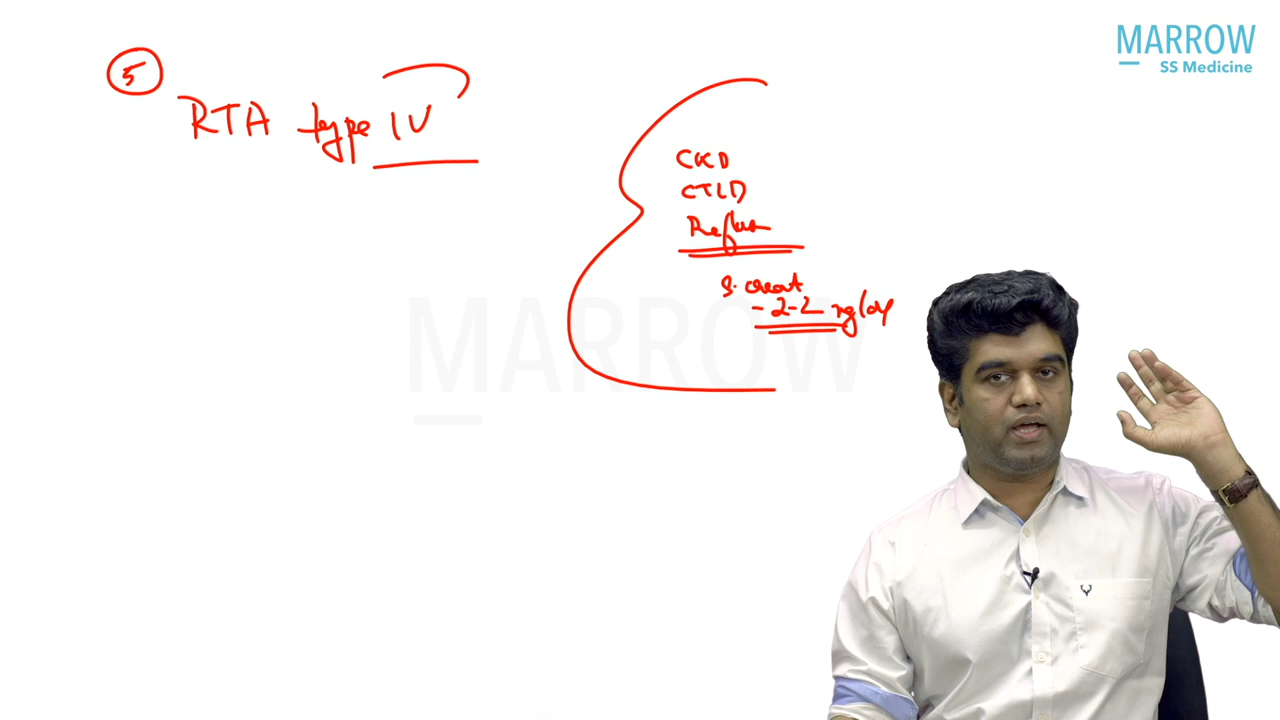 MARROW
SS Medicine
5
RTA type IV
CKD
CTLD
Reflux
S. creat
- 2-2 mg/dl
MARROW